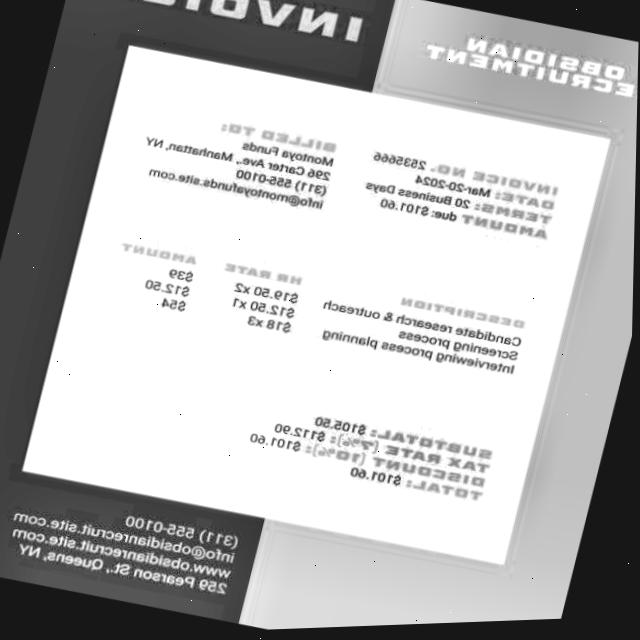 INVOIC
OBSIDIAN
ECRUITMENT
INVOICE NO. 2535666
DATE: Mar-20-2024
TERMS: 20 Business Days
AMOUNT due: $101.60
BILLED TO:
Montoya Funds
296 Carter Ave., Manhattan, NY
(311) 555-0100
info@montoyafunds.site.com
DESCRIPTION HR RATE AMOUNT
Candidate research & outreach $19.50 x2 $39
Screening process $12.50 x1 $12.50
Interviewing process planning $18 x3 $54
SUBTOTAL: $105.50
TAX RATE (7%): $112.90
DISCOUNT (10%): $101.60
TOTAL: $101.60
(311) 555-0100
info@obsidianrecruit.site.com
www.obsidianrecruit.site.com
259 Pearson St., Queens, NY,